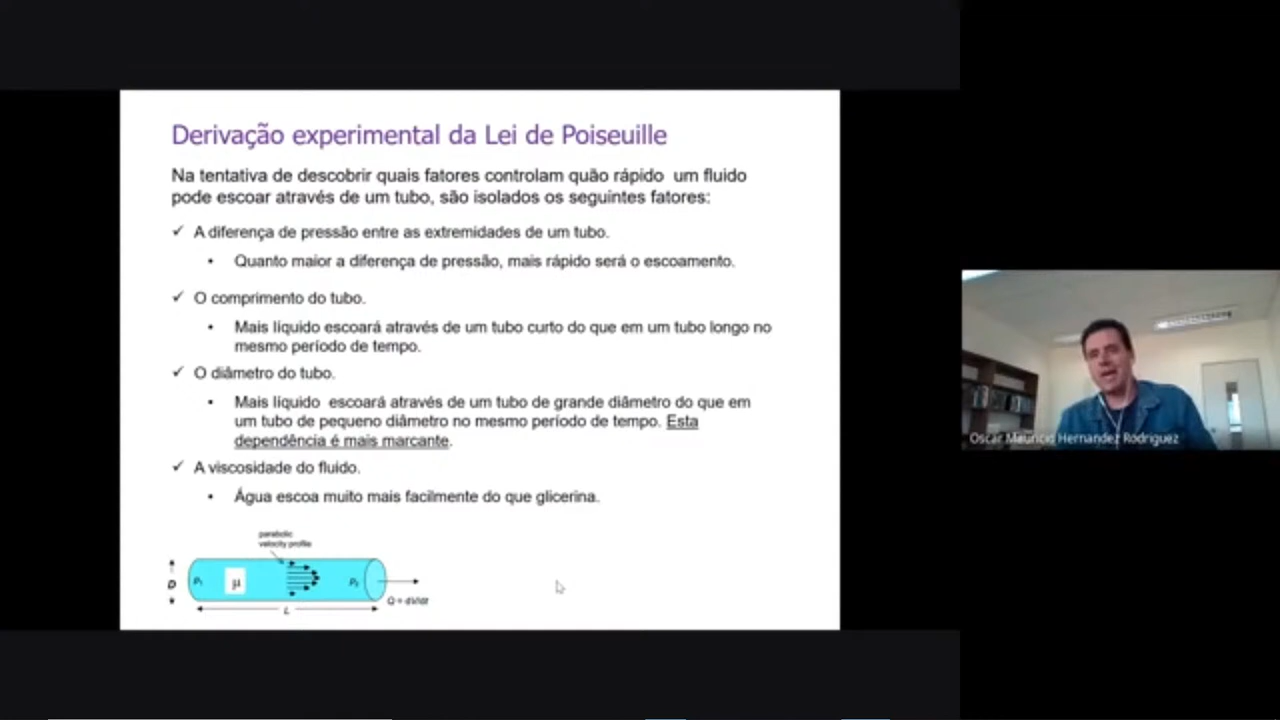 Derivação experimental da Lei de Poiseuille
Na tentativa de descobrir quais fatores controlam quão rápido um fluido
pode escoar através de um tubo, são isolados os seguintes fatores:
✓ A diferença de pressão entre as extremidades de um tubo.
• Quanto maior a diferença de pressão, mais rápido será o escoamento.
✓ O comprimento do tubo.
• Mais líquido escoará através de um tubo curto do que em um tubo longo no
mesmo período de tempo.
✓ O diâmetro do tubo.
• Mais líquido escoará através de um tubo de grande diâmetro do que em
um tubo de pequeno diâmetro no mesmo período de tempo. Esta
dependência é mais marcante.
✓ A viscosidade do fluido.
• Água escoa muito mais facilmente do que glicerina.
parabolic
velocity profile
D
P₁
μ
P₂
L
Q = dV/dt
Oscar Mauricio Hernandez Rodriguez